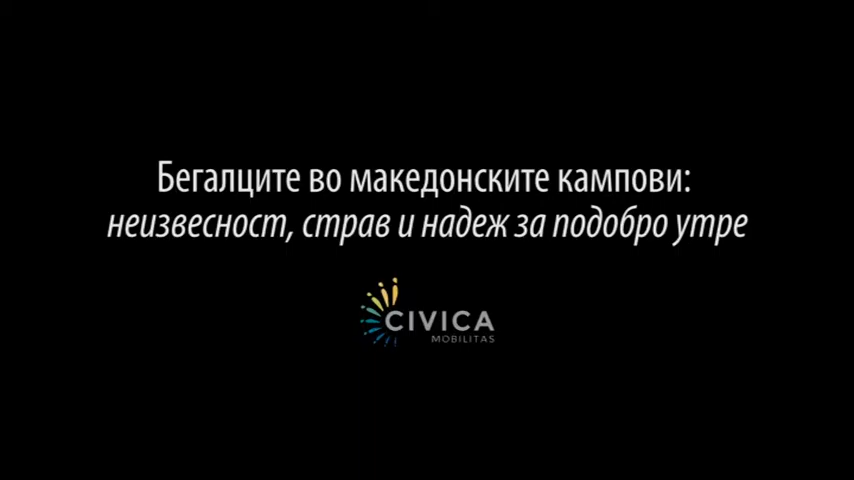 Бегалците во македонските кампови:
неизвесност, страв и надеж за подобро утре
CIVICA
MOBILITAS